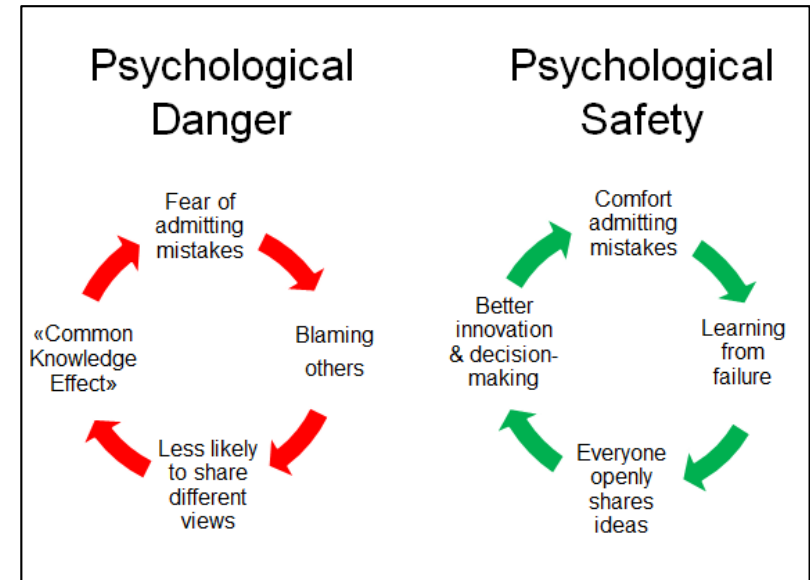 Psychological
Danger
Fear of
admitting
mistakes
Blaming
others
Less likely
to share
different
views
«Common
Knowledge
Effect»
Psychological
Safety
Comfort
admitting
mistakes
Learning
from
failure
Everyone
openly
shares
ideas
Better
innovation
& decision-
making